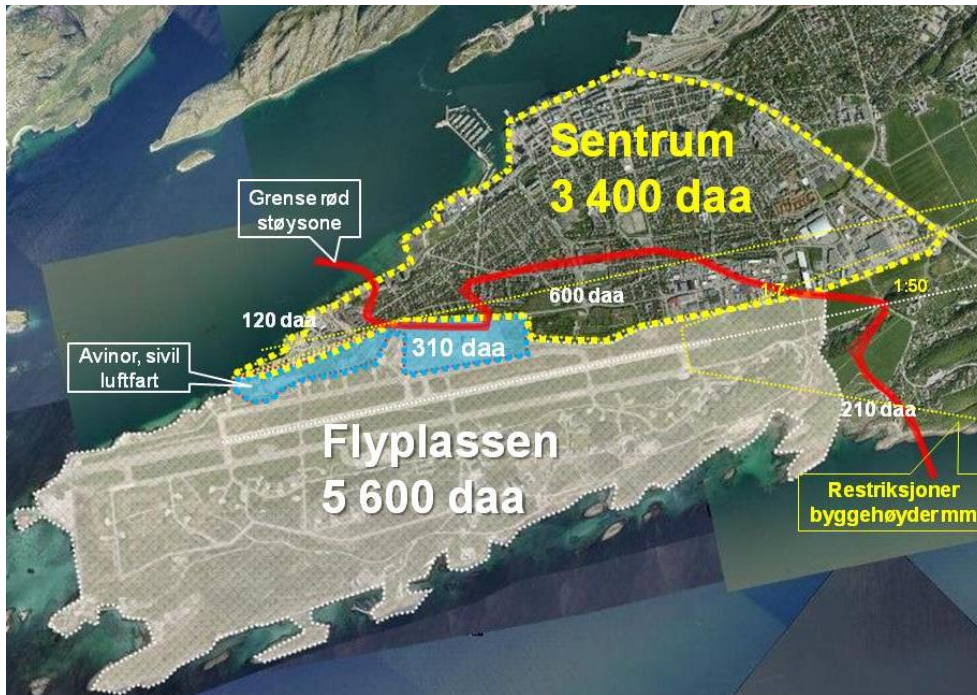 Sentrum
3 400 daa
Grense rød
støysone
120 daa
600 daa
1:7
1:50
Avinor, sivil
luftfart
310 daa
210 daa
Flyplassen
5 600 daa
Restriksjoner
byggehøyder mm